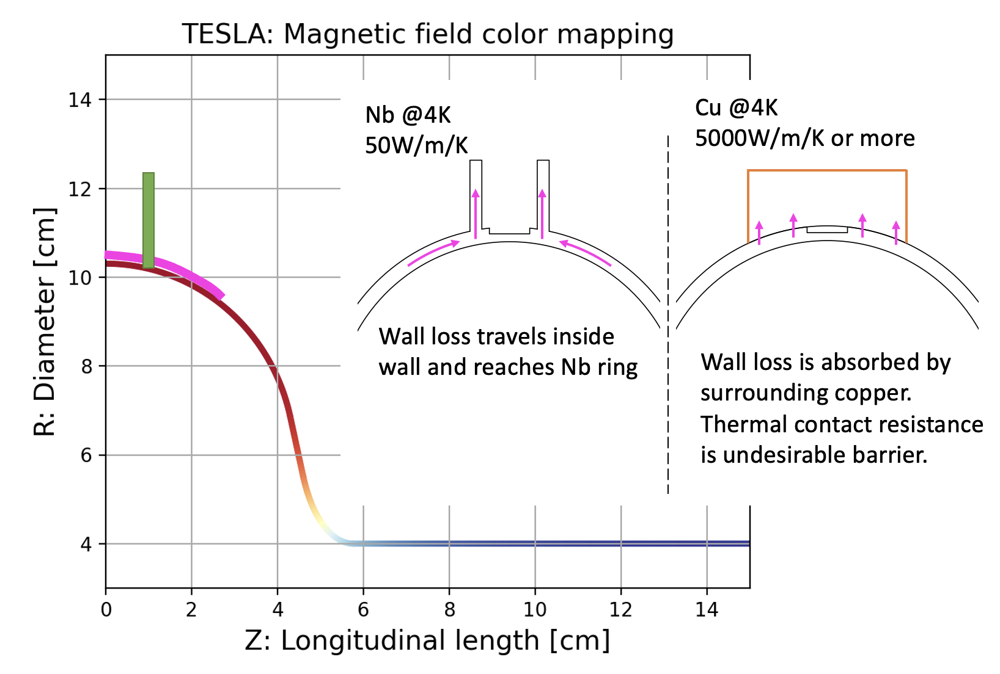 TESLA: Magnetic field color mapping
R: Diameter [cm]
14
12
10
8
6
4
0
2
4
6
8
10
12
14
Z: Longitudinal length [cm]
Nb @4K
50W/m/K
Wall loss travels inside
wall and reaches Nb ring
Cu @4K
5000W/m/K or more
Wall loss is absorbed by
surrounding copper.
Thermal contact resistance
is undesirable barrier.